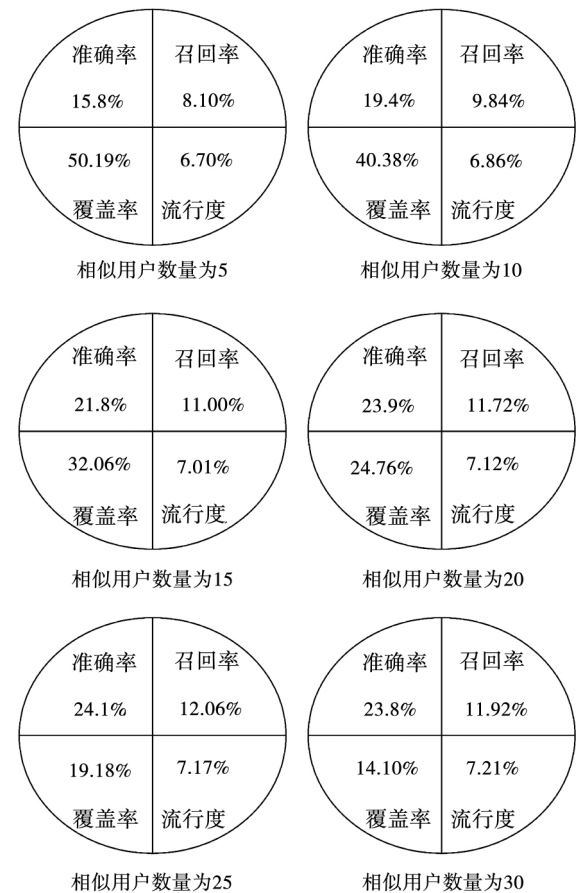 准确率 召回率
15.8% 8.10%
50.19% 6.70%
覆盖率 流行度
相似用户数量为5
准确率 召回率
19.4% 9.84%
40.38% 6.86%
覆盖率 流行度
相似用户数量为10
准确率 召回率
21.8% 11.00%
32.06% 7.01%
覆盖率 流行度
相似用户数量为15
准确率 召回率
23.9% 11.72%
24.76% 7.12%
覆盖率 流行度
相似用户数量为20
准确率 召回率
24.1% 12.06%
19.18% 7.17%
覆盖率 流行度
相似用户数量为25
准确率 召回率
23.8% 11.92%
14.10% 7.21%
覆盖率 流行度
相似用户数量为30